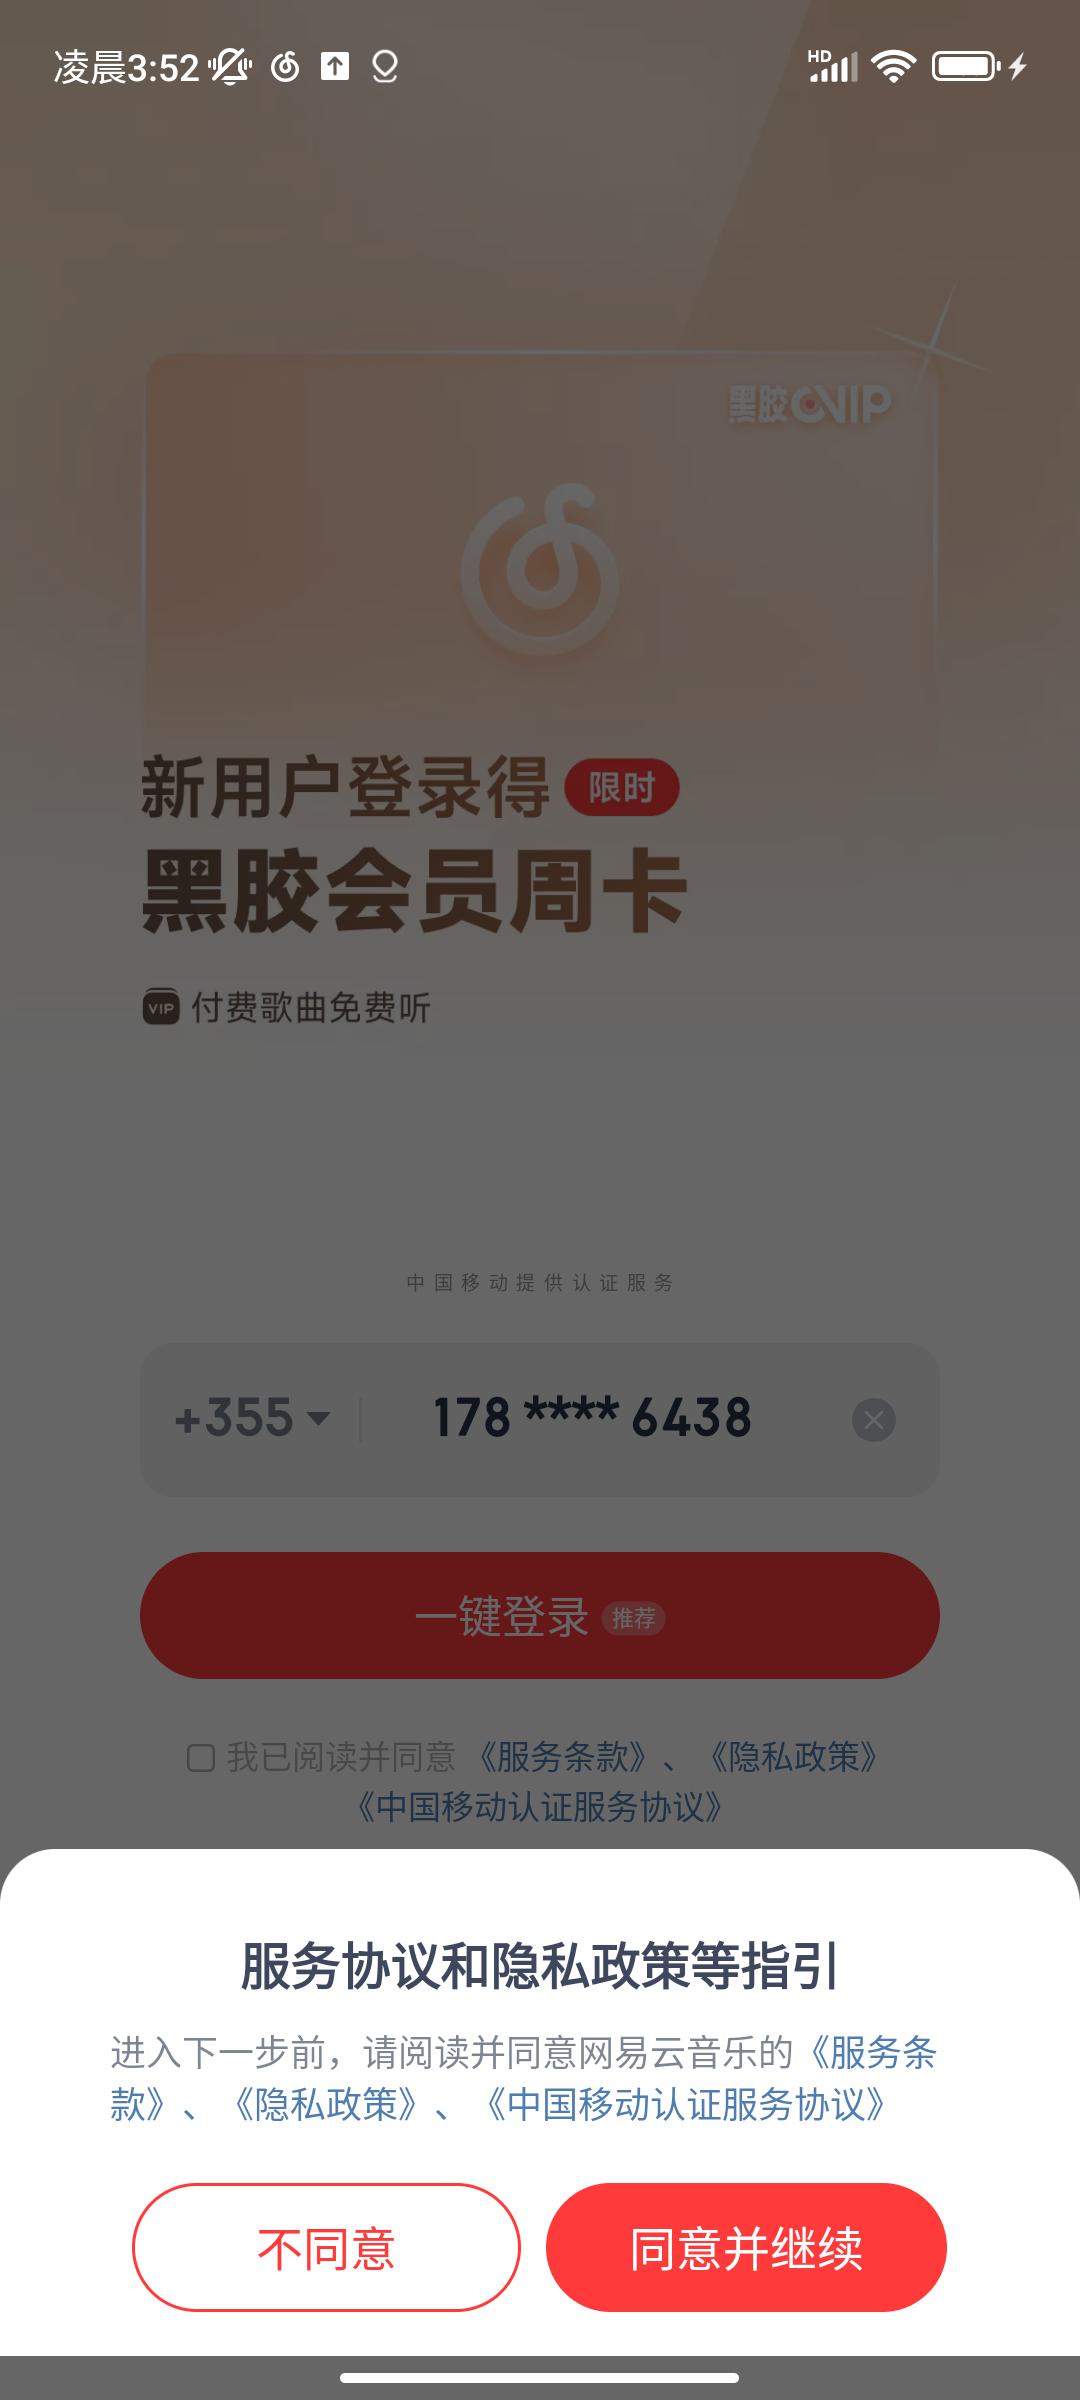 凌晨3:52
HD
黑胶VIP
新用户登录得 限时
黑胶会员周卡
VIP 付费歌曲免费听
中国移动提供认证服务
+355 178 **** 6438
一键登录 推荐
我已阅读并同意 《服务条款》、《隐私政策》
《中国移动认证服务协议》
服务协议和隐私政策等指引
进入下一步前，请阅读并同意网易云音乐的《服务条
款》、《隐私政策》、《中国移动认证服务协议》
不同意 同意并继续